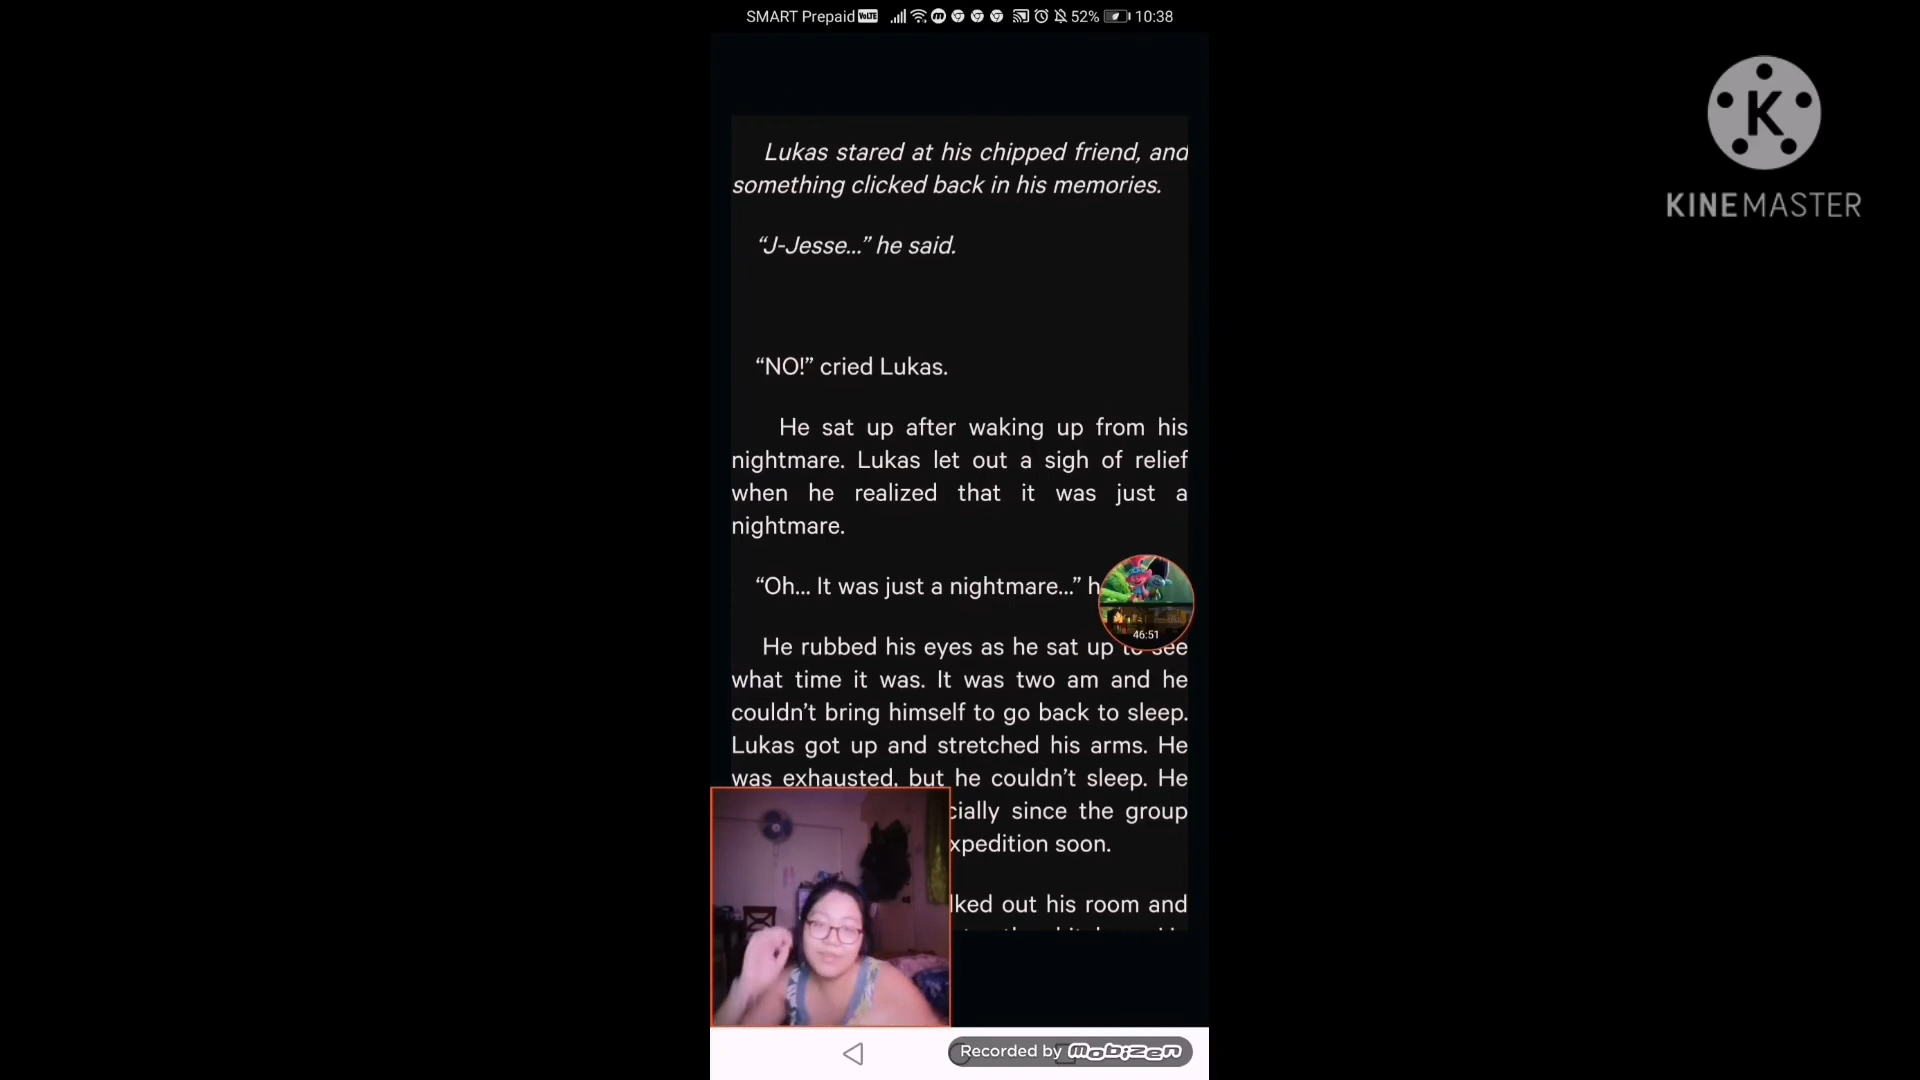 SMART Prepaid VoLTE 52% 10:38
K
KINEMASTER
Lukas stared at his chipped friend, and
something clicked back in his memories.
“J-Jesse...” he said.
“NO!” cried Lukas.
He sat up after waking up from his
nightmare. Lukas let out a sigh of relief
when he realized that it was just a
nightmare.
“Oh... It was just a nightmare...” h
46:51
He rubbed his eyes as he sat up to see
what time it was. It was two am and he
couldn’t bring himself to go back to sleep.
Lukas got up and stretched his arms. He
was exhausted, but he couldn’t sleep. He
cially since the group
xpedition soon.
lked out his room and
Recorded by mobizen